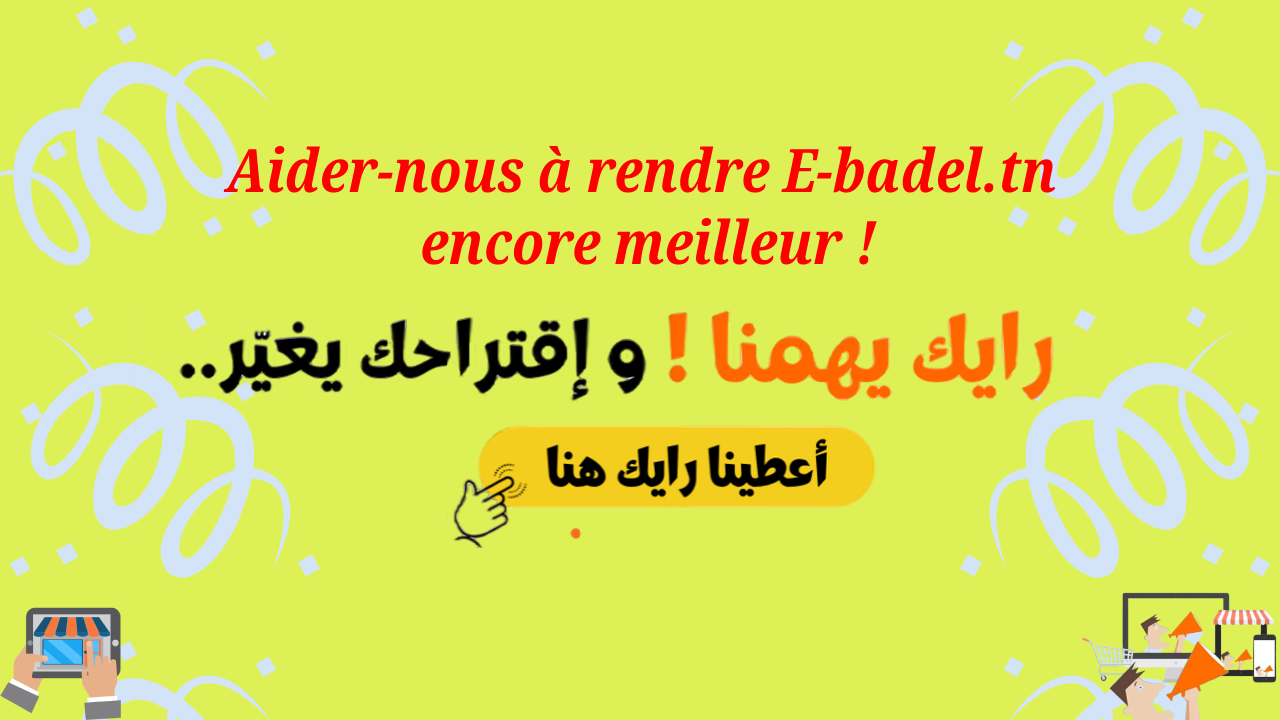 Aider-nous à rendre E-badel.tn
encore meilleur !
رايك يهمنا ! و إقتراحك يغيّر..
أعطينا رايك هنا